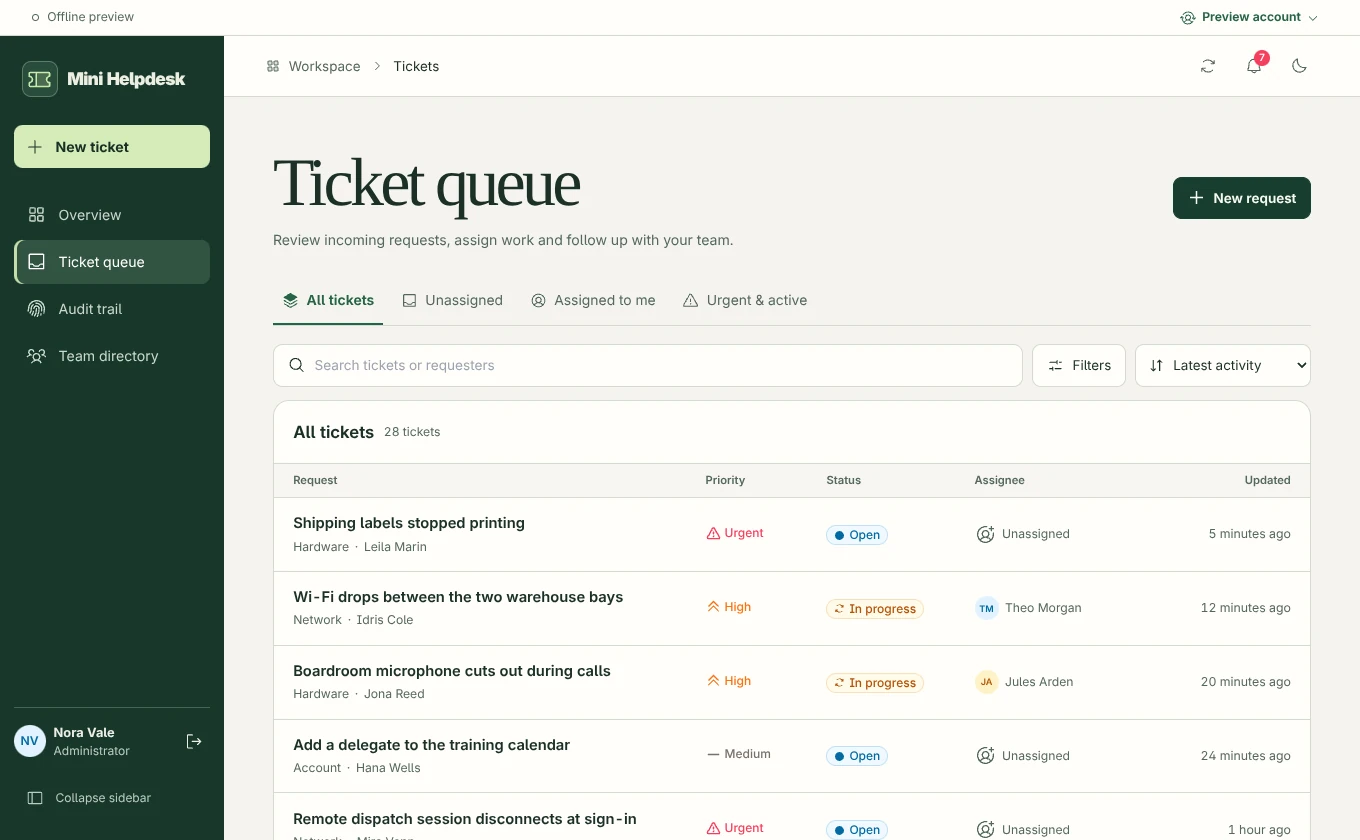 Offline preview
Preview account
Mini Helpdesk
New ticket
Overview
Ticket queue
Audit trail
Team directory
NV
Nora Vale
Administrator
Collapse sidebar
Workspace > Tickets
7
Ticket queue
Review incoming requests, assign work and follow up with your team.
New request
All tickets
Unassigned
Assigned to me
Urgent & active
Search tickets or requesters
Filters
Latest activity
All tickets 28 tickets
Request Priority Status Assignee Updated
Shipping labels stopped printing
Hardware · Leila Marin
Urgent
Open
Unassigned
5 minutes ago
Wi-Fi drops between the two warehouse bays
Network · Idris Cole
High
In progress
TM Theo Morgan
12 minutes ago
Boardroom microphone cuts out during calls
Hardware · Jona Reed
High
In progress
JA Jules Arden
20 minutes ago
Add a delegate to the training calendar
Account · Hana Wells
Medium
Open
Unassigned
24 minutes ago
Remote dispatch session disconnects at sign-in
Urgent
Open
Unassigned
1 hour ago